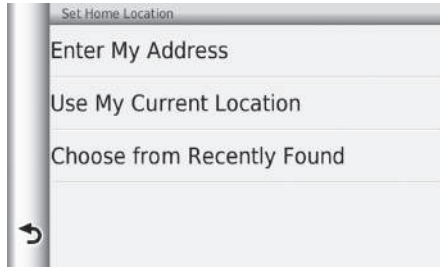 Set Home Location
Enter My Address
Use My Current Location
Choose from Recently Found